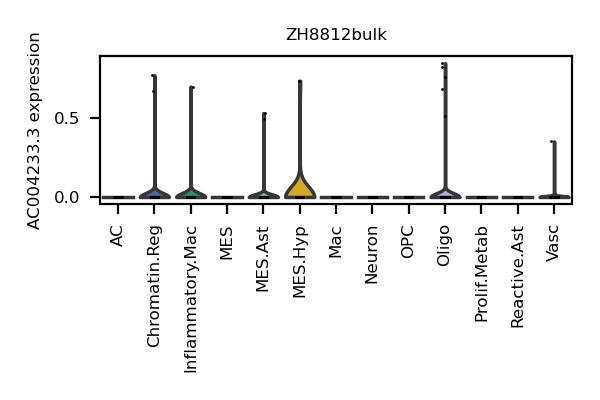 ZH8812bulk
AC004233.3 expression
0.5
0.0
AC
Chromatin.Reg
Inflammatory.Mac
MES
MES.Ast
MES.Hyp
Mac
Neuron
OPC
Oligo
Prolif.Metab
Reactive.Ast
Vasc